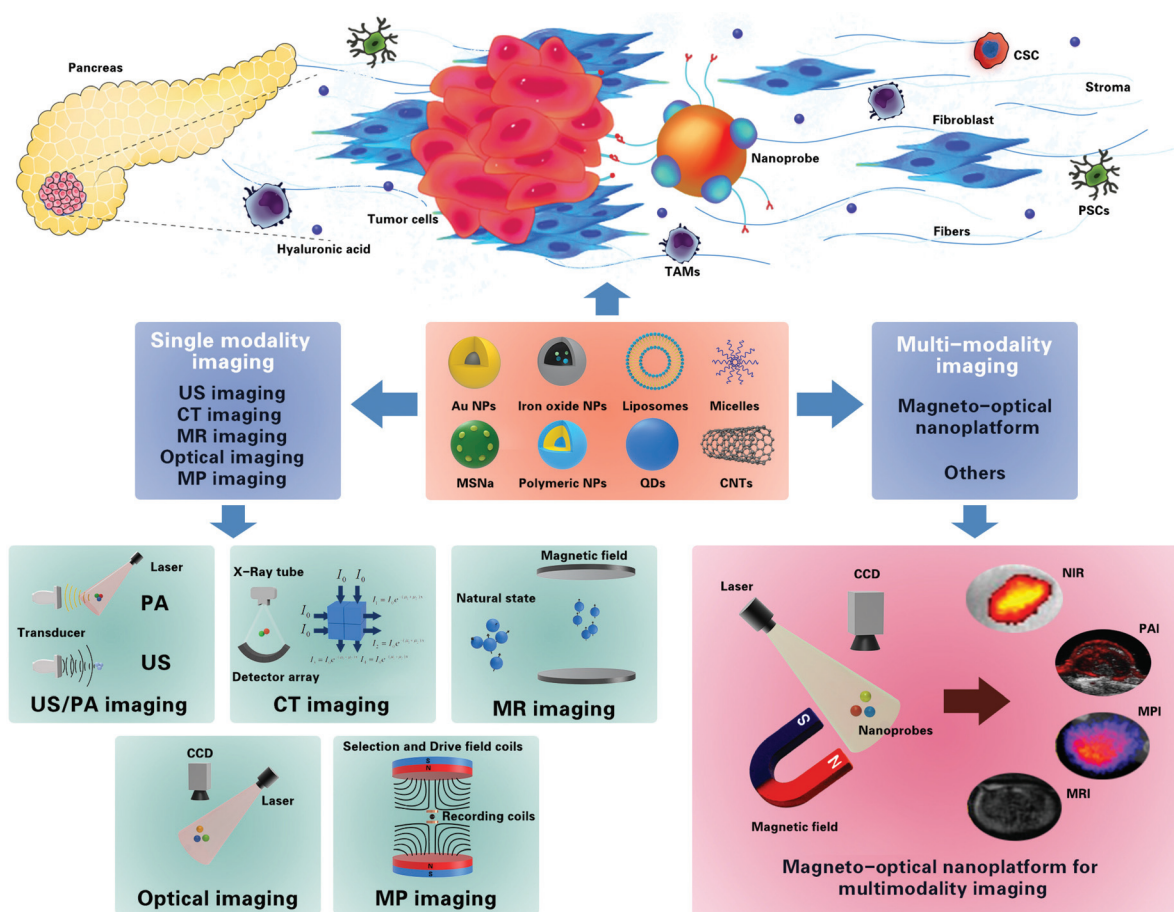 Pancreas
CSC
Stroma
Fibroblast
Nanoprobe
Tumor cells
PSCs
Hyaluronic acid
Fibers
TAMs
Single modality
imaging
US imaging
CT imaging
MR imaging
Optical imaging
MP imaging
Au NPs
Iron oxide NPs
Liposomes
Micelles
MSNa
Polymeric NPs
QDs
CNTs
Multi-modality
imaging
Magneto-optical
nanoplatform
Others
Laser
PA
Transducer
US
US/PA imaging
X-Ray tube
I₀ I₀
I₀
I₀
Detector array
CT imaging
Magnetic field
Natural state
MR imaging
CCD
Laser
Optical imaging
Selection and Drive field coils
S
N
Recording coils
N
S
MP imaging
Laser
CCD
NIR
PAI
S
N
Nanoprobes
MPI
MRI
Magnetic field
Magneto-optical nanoplatform for
multimodality imaging